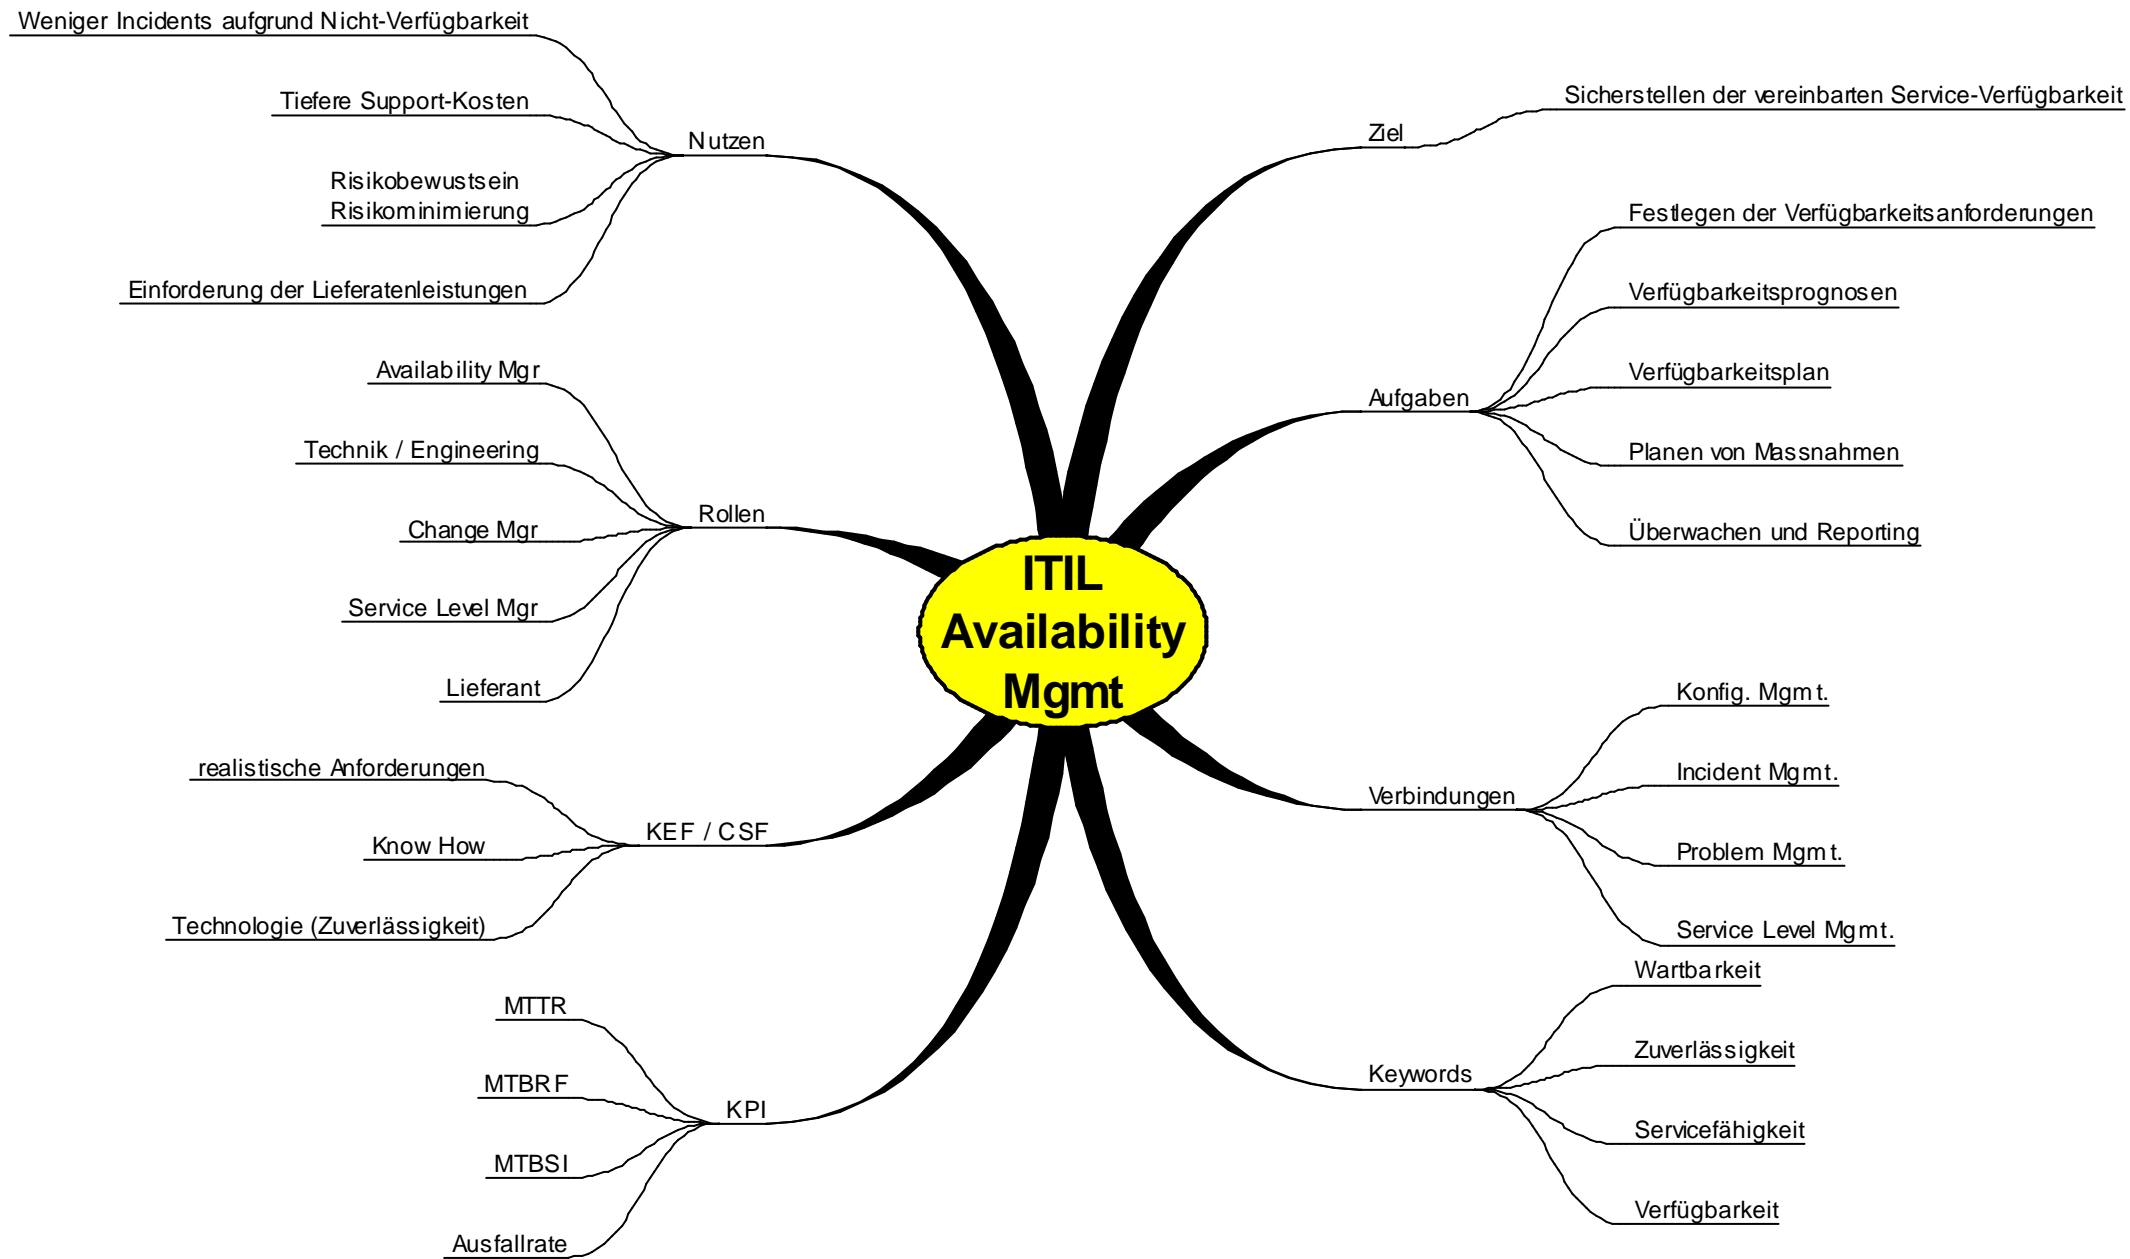 ITIL
Availability
Mgmt
Ziel
Sicherstellen der vereinbarten Service-Verfügbarkeit
Aufgaben
Festlegen der Verfügbarkeitsanforderungen
Verfügbarkeitsprognosen
Verfügbarkeitsplan
Planen von Massnahmen
Überwachen und Reporting
Verbindungen
Konfig. Mgmt.
Incident Mgmt.
Problem Mgmt.
Service Level Mgmt.
Keywords
Wartbarkeit
Zuverlässigkeit
Servicefähigkeit
Verfügbarkeit
Nutzen
Weniger Incidents aufgrund Nicht-Verfügbarkeit
Tiefere Support-Kosten
Risikobewustsein
Risikominimierung
Einforderung der Lieferatenleistungen
Rollen
Availability Mgr
Technik / Engineering
Change Mgr
Service Level Mgr
Lieferant
KEF / CSF
realistische Anforderungen
Know How
Technologie (Zuverlässigkeit)
KPI
MTTR
MTBRF
MTBSI
Ausfallrate